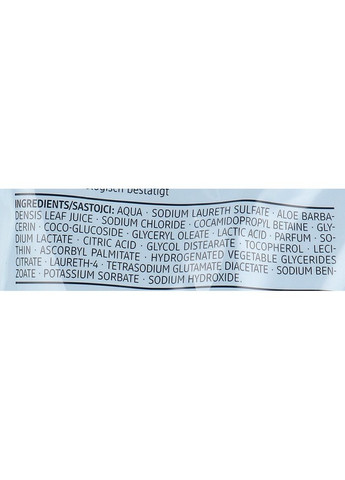 ologisch bestätigt
INGREDIENTS/SASTOJCI: AQUA · SODIUM LAURETH SULFATE · ALOE BARBA-
DENSIS LEAF JUICE · SODIUM CHLORIDE · COCAMIDOPROPYL BETAINE · GLY-
CERIN · COCO-GLUCOSIDE · GLYCERYL OLEATE · LACTIC ACID · PARFUM · SO-
DIUM LACTATE · CITRIC ACID · GLYCOL DISTEARATE · TOCOPHEROL · LECI-
THIN · ASCORBYL PALMITATE · HYDROGENATED VEGETABLE GLYCERIDES
CITRATE · LAURETH-4 · TETRASODIUM GLUTAMATE DIACETATE · SODIUM BEN-
ZOATE · POTASSIUM SORBATE · SODIUM HYDROXIDE.